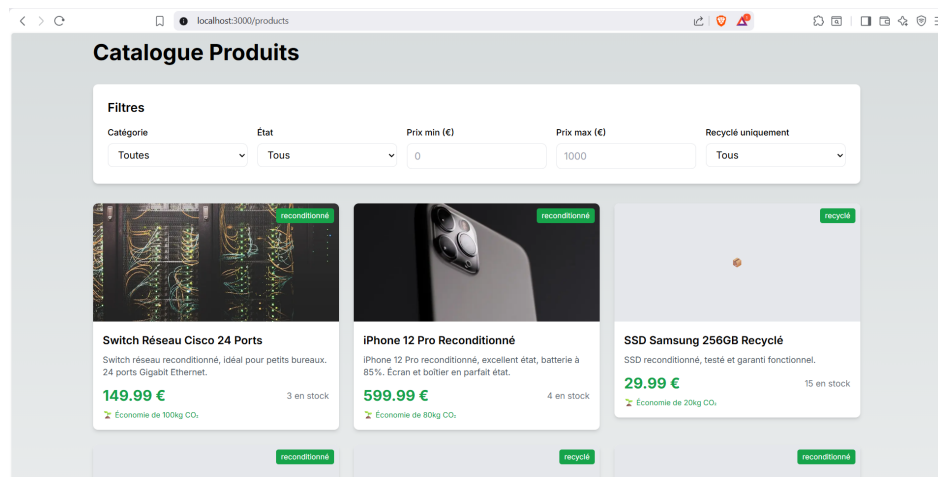 localhost:3000/products
Catalogue Produits
Filtres
Catégorie
État
Prix min (€)
Prix max (€)
Recyclé uniquement
Toutes
Tous
0
1000
Tous
reconditionné
reconditionné
recyclé
Switch Réseau Cisco 24 Ports
Switch réseau reconditionné, idéal pour petits bureaux.
24 ports Gigabit Ethernet.
149.99 €
3 en stock
Économie de 100kg CO₂
iPhone 12 Pro Reconditionné
iPhone 12 Pro reconditionné, excellent état, batterie à
85%. Écran et boîtier en parfait état.
599.99 €
4 en stock
Économie de 80kg CO₂
SSD Samsung 256GB Recyclé
SSD reconditionné, testé et garanti fonctionnel.
29.99 €
15 en stock
Économie de 20kg CO₂
reconditionné
recyclé
reconditionné